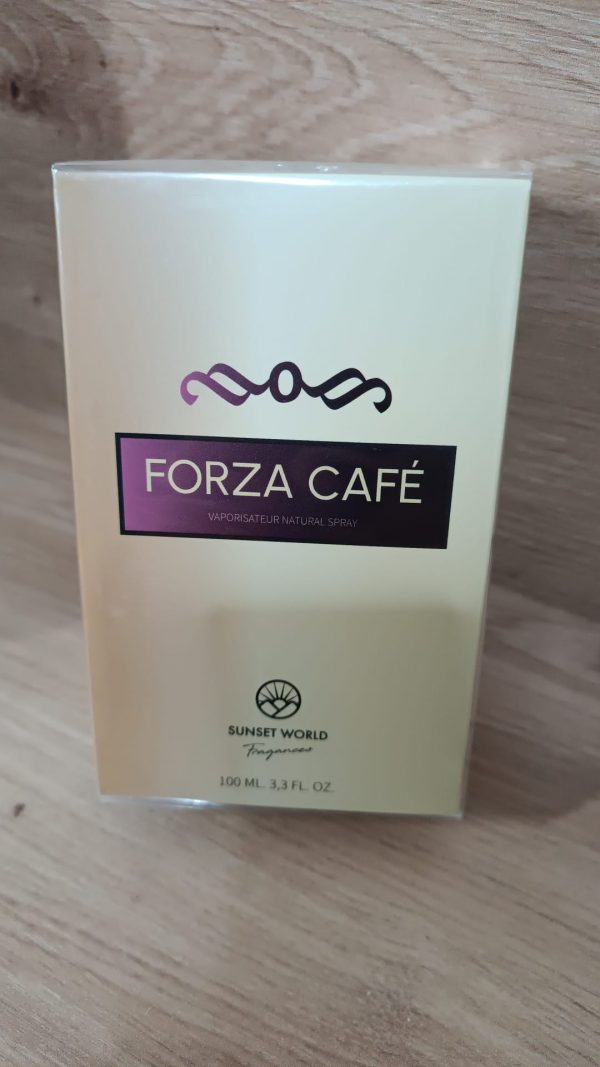 FORZA CAFÉ
VAPORISATEUR NATURAL SPRAY
SUNSET WORLD
Fragances
100 ML. 3,3 FL. OZ.